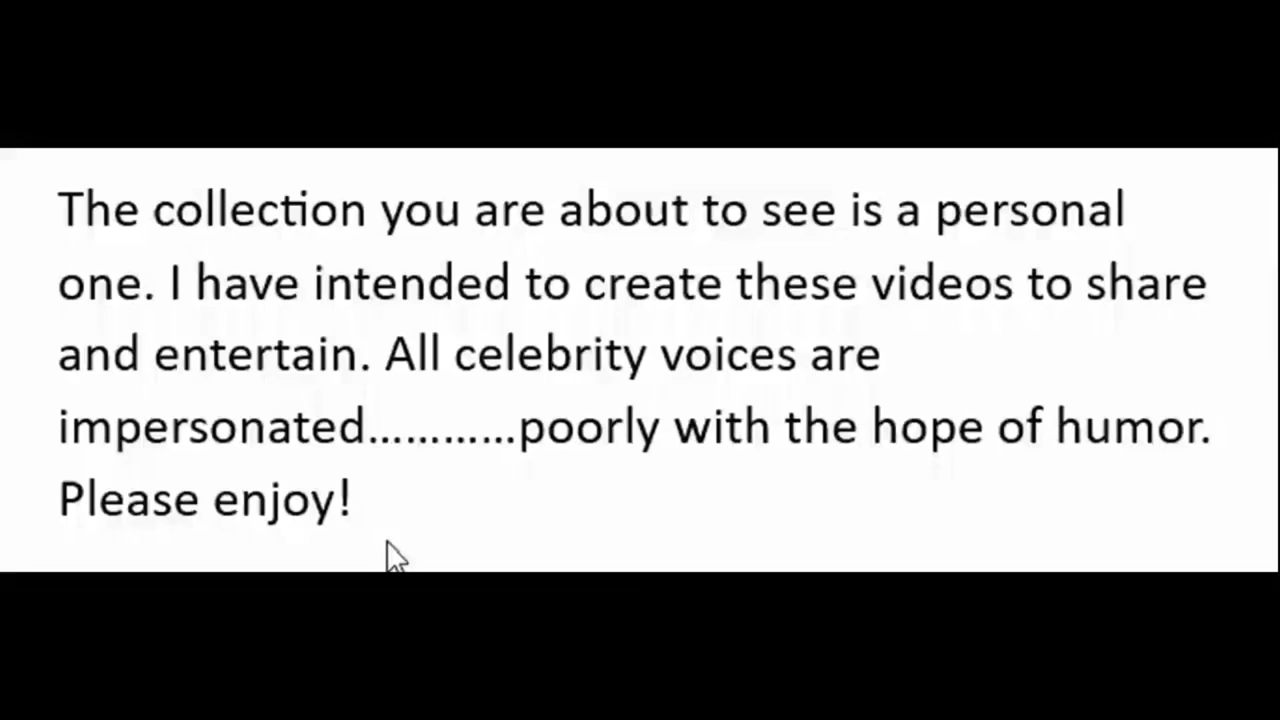 The collection you are about to see is a personal
one. I have intended to create these videos to share
and entertain. All celebrity voices are
impersonated............poorly with the hope of humor.
Please enjoy!